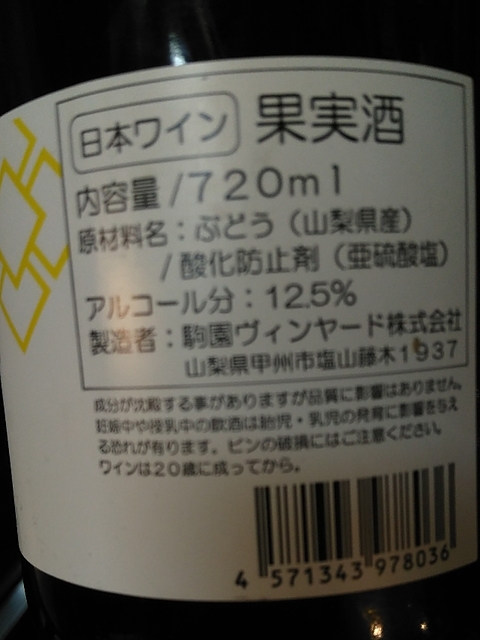 日本ワイン 果実酒
内容量/720ml
原材料名：ぶどう（山梨県産）
/酸化防止剤（亜硫酸塩）
アルコール分：12.5%
製造者：駒園ヴィンヤード株式会社
山梨県甲州市塩山藤木1937
成分が沈殿する事がありますが品質に影響はありません。
妊娠中や授乳中の飲酒は胎児・乳児の発育に影響を与え
る恐れが有ります。ビンの破損にはご注意ください。
ワインは20歳に成ってから。
4 571343 978036